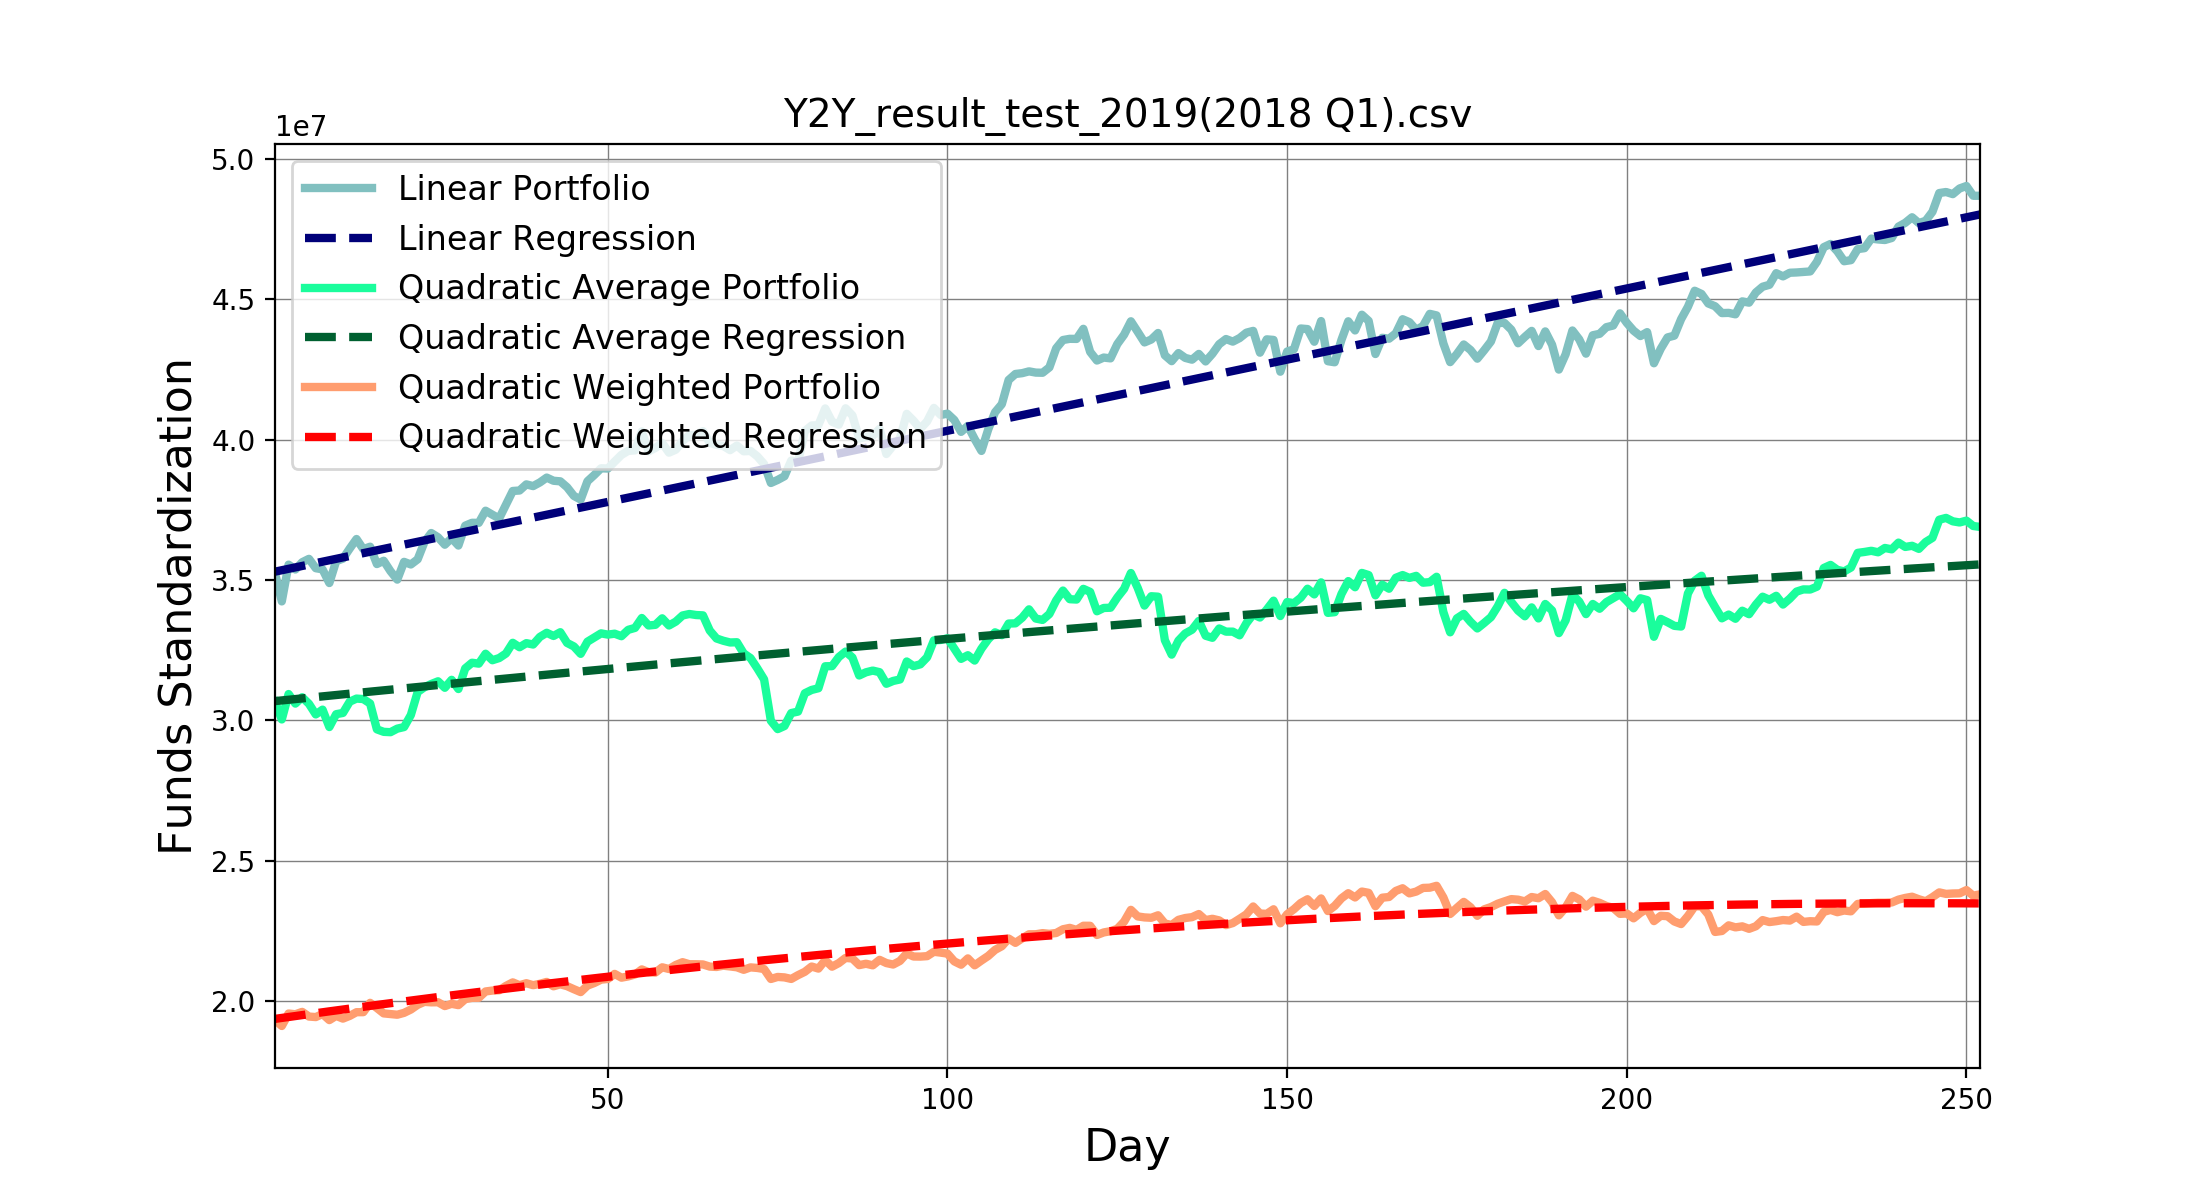 Y2Y_result_test_2019(2018 Q1).csv
1e7
5.0
4.5
4.0
3.5
3.0
2.5
2.0
Funds Standardization
Linear Portfolio
Linear Regression
Quadratic Average Portfolio
Quadratic Average Regression
Quadratic Weighted Portfolio
Quadratic Weighted Regression
50 100 150 200 250
Day